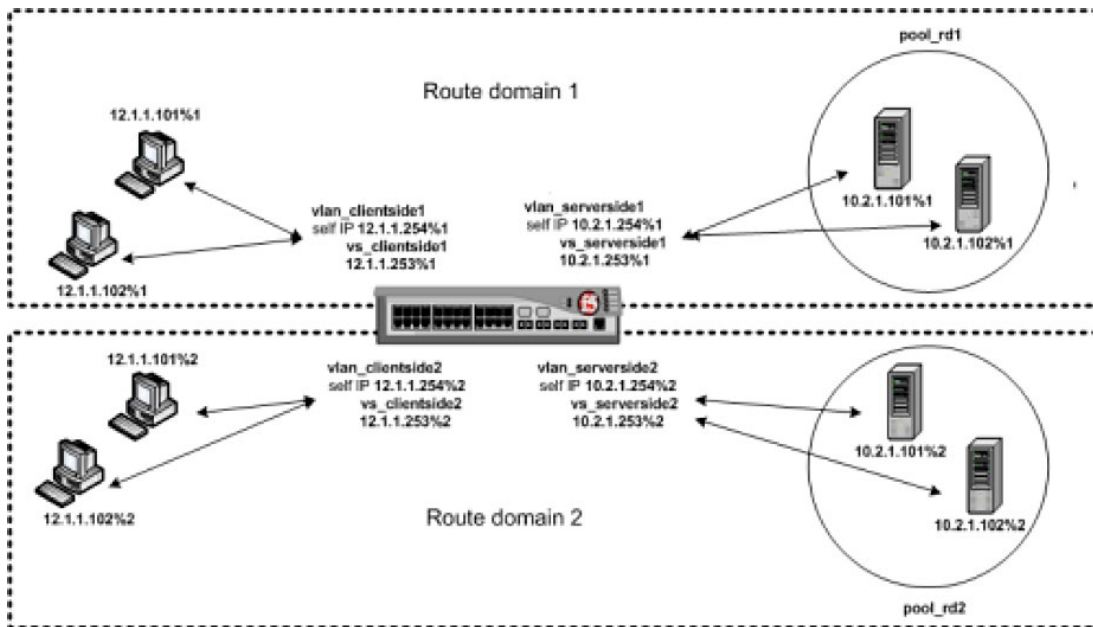 pool_rd1
Route domain 1
12.1.1.101%1
12.1.1.102%1
vlan_clientside1
self IP 12.1.1.254%1
vs_clientside1
12.1.1.253%1
vlan_serverside1
self IP 10.2.1.254%1
vs_serverside1
10.2.1.253%1
10.2.1.101%1
10.2.1.102%1
12.1.1.101%2
12.1.1.102%2
vlan_clientside2
self IP 12.1.1.254%2
vs_clientside2
12.1.1.253%2
vlan_serverside2
self IP 10.2.1.254%2
vs_serverside2
10.2.1.253%2
10.2.1.101%2
10.2.1.102%2
Route domain 2
pool_rd2